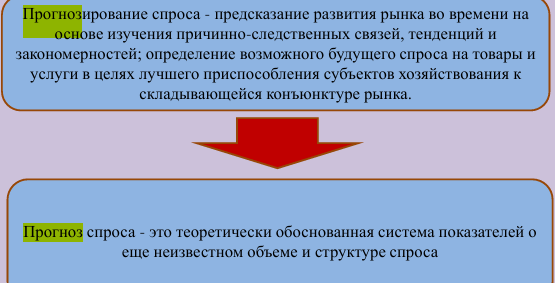 Прогнозирование спроса - предсказание развития рынка во времени на
основе изучения причинно-следственных связей, тенденций и
закономерностей; определение возможного будущего спроса на товары и
услуги в целях лучшего приспособления субъектов хозяйствования к
складывающейся конъюнктуре рынка.
Прогноз спроса - это теоретически обоснованная система показателей о
еще неизвестном объеме и структуре спроса